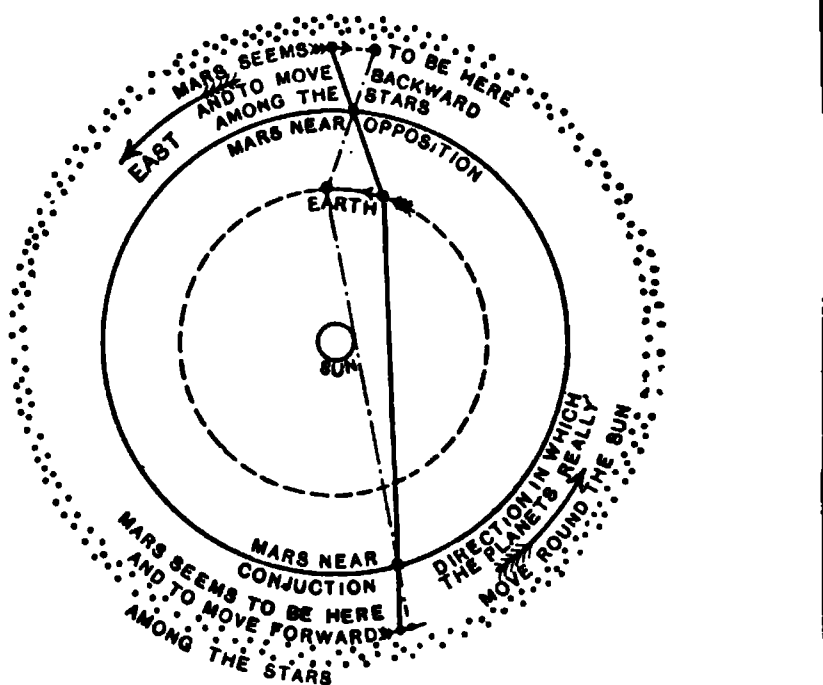 MARS SEEMS TO BE HERE
AND TO MOVE BACKWARD
AMONG THE STARS
EAST
MARS NEAR OPPOSITION
EARTH
SUN
MARS NEAR
CONJUCTION
MARS SEEMS TO BE HERE
AND TO MOVE FORWARD
AMONG THE STARS
DIRECTION IN WHICH
THE PLANETS REALLY
MOVE ROUND THE SUN